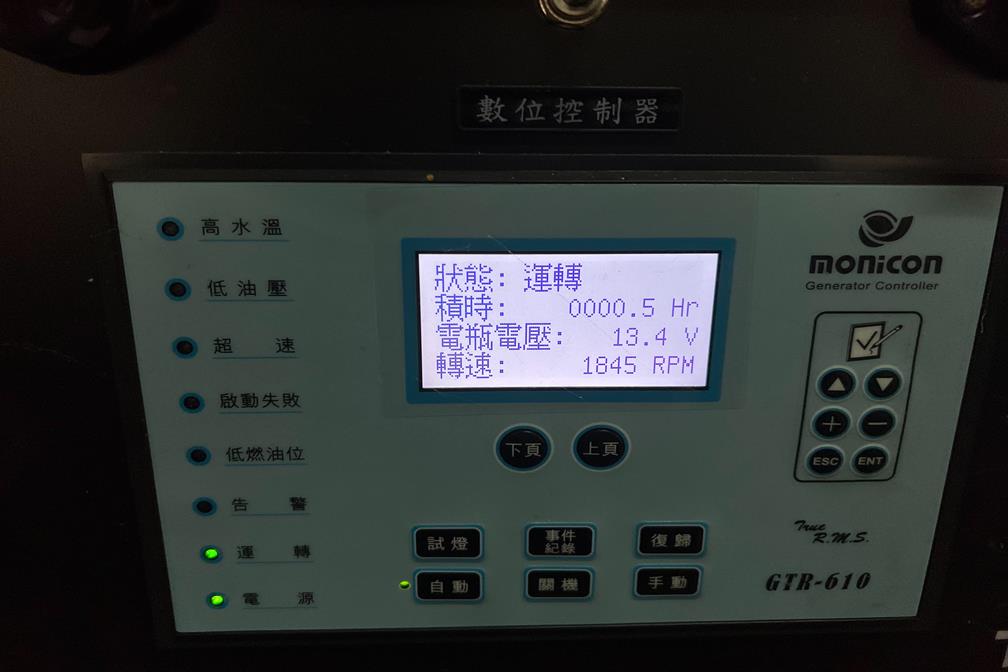 數位控制器
高水溫
低油壓
超速
啟動失敗
低燃油位
告警
運轉
電源
狀態: 運轉
積時: 0000.5 Hr
電瓶電壓: 13.4 V
轉速: 1845 RPM
下頁
上頁
試燈
事件
紀錄
復歸
自動
關機
手動
monicon
Generator Controller
ESC
ENT
True
R.M.S.
GTR-610